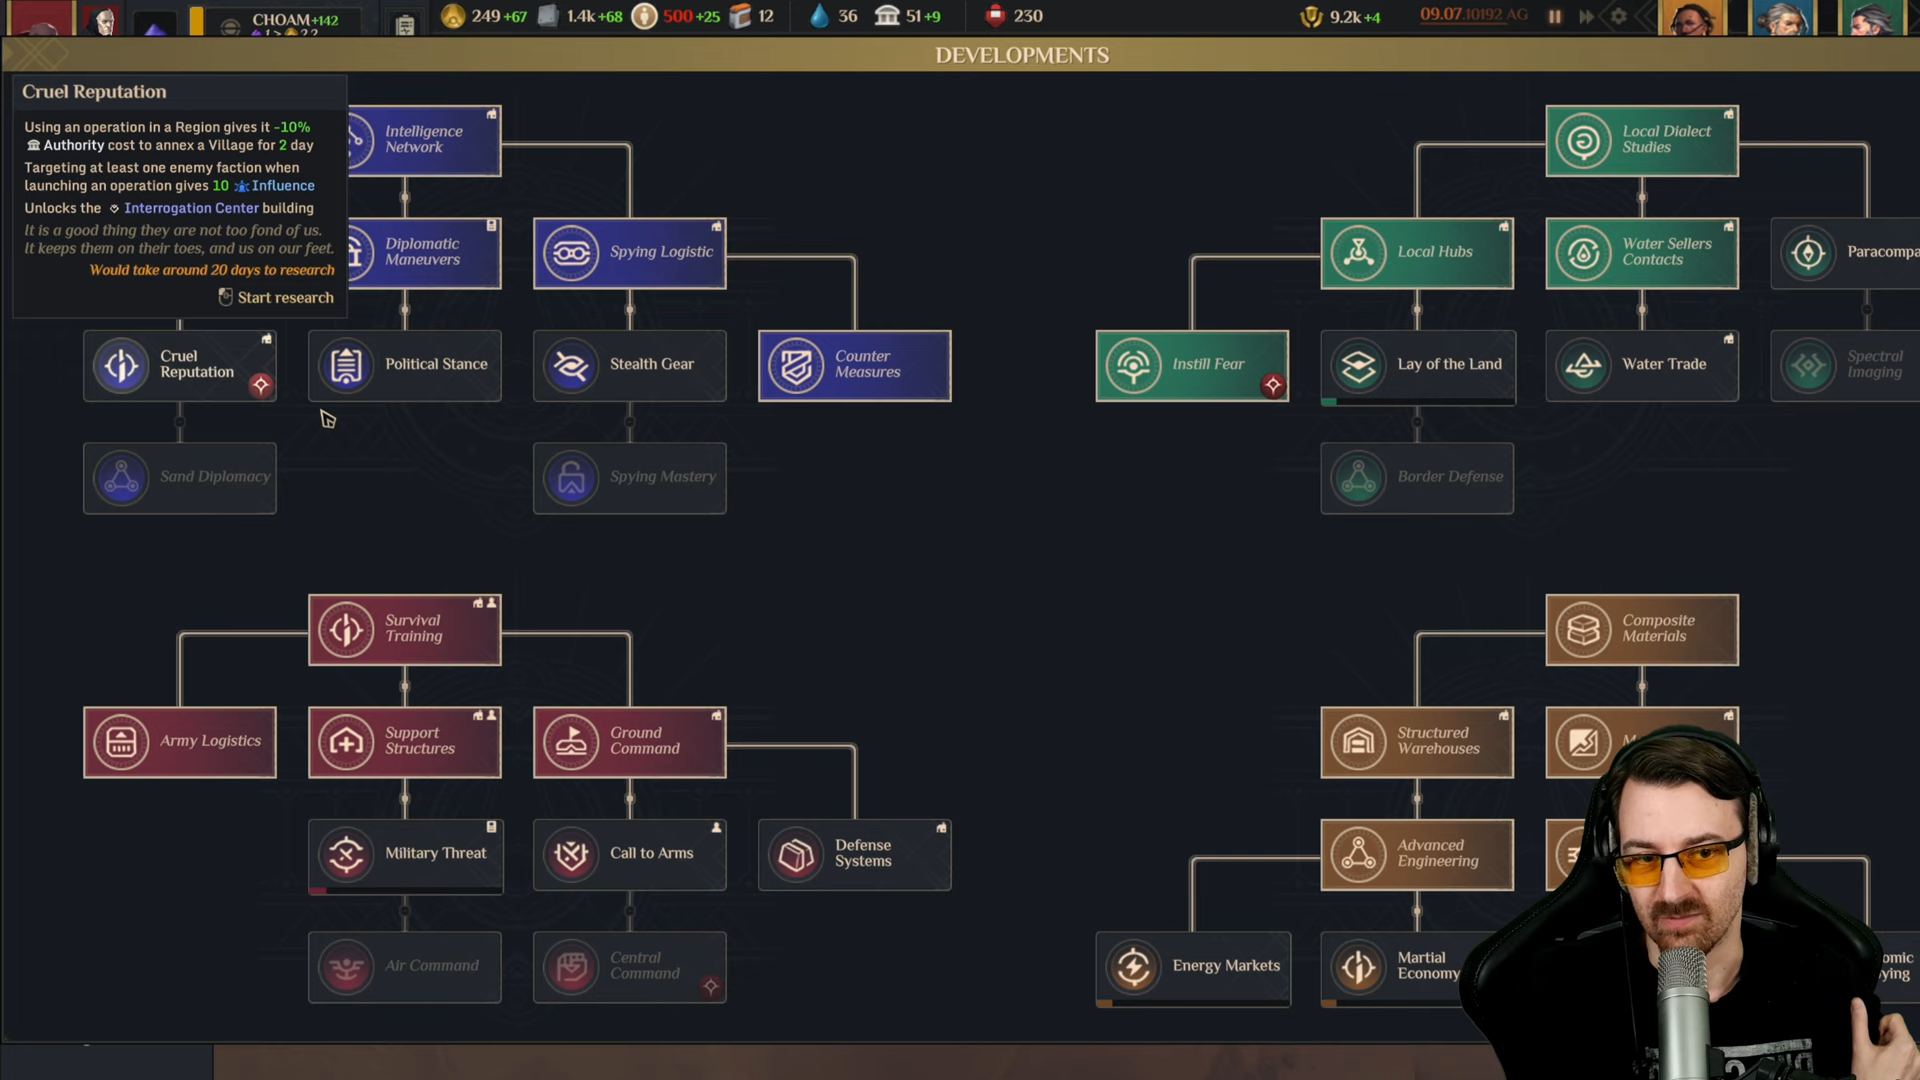 CHOAM +142
249 +67
1.4k +68
500 +25
12
36
51 +9
230
9.2k +4
09.07.10192 AG
DEVELOPMENTS
Cruel Reputation
Using an operation in a Region gives it -10%
Authority cost to annex a Village for 2 day
Targeting at least one enemy faction when
launching an operation gives 10 Influence
Unlocks the Interrogation Center building
It is a good thing they are not too fond of us.
It keeps them on their toes, and us on our feet.
Would take around 20 days to research
Start research
Intelligence
Network
Diplomatic
Maneuvers
Spying Logistic
Cruel
Reputation
Political Stance
Stealth Gear
Counter
Measures
Sand Diplomacy
Spying Mastery
Local Dialect
Studies
Local Hubs
Water Sellers
Contacts
Paracompa
Instill Fear
Lay of the Land
Water Trade
Spectral
Imaging
Border Defense
Survival
Training
Army Logistics
Support
Structures
Ground
Command
Military Threat
Call to Arms
Defense
Systems
Air Command
Central
Command
Composite
Materials
Structured
Warehouses
Advanced
Engineering
Energy Markets
Martial
Economy
omic
ying